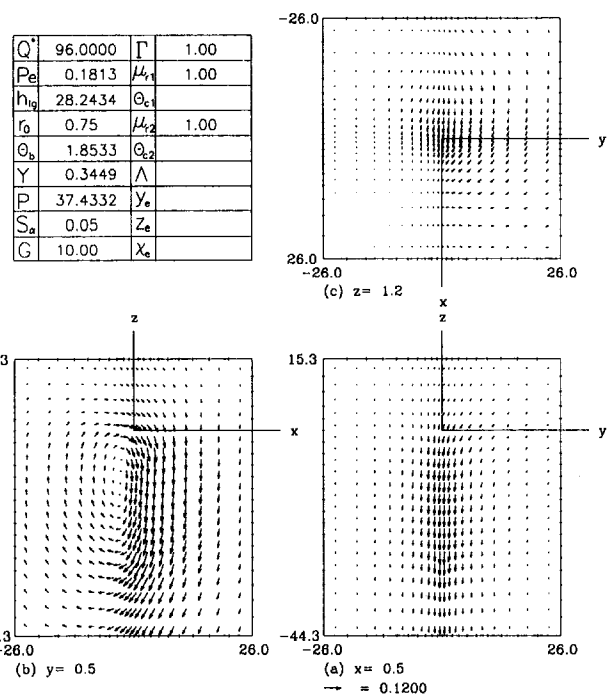 Q* 96.0000 Γ 1.00
Pe 0.1813 μr1 1.00
hlg 28.2434 Θc1
r0 0.75 μr2 1.00
Θb 1.8533 Θc2
Y 0.3449 Λ
P 37.4332 ye
Sα 0.05 ze
G 10.00 χe
-26.0
y
26.0
-26.0 26.0
(c) z= 1.2
x
z
3
x
.3
-26.0 26.0
(b) y= 0.5
z
15.3
y
-44.3
-26.0 26.0
(a) x= 0.5
→ = 0.1200